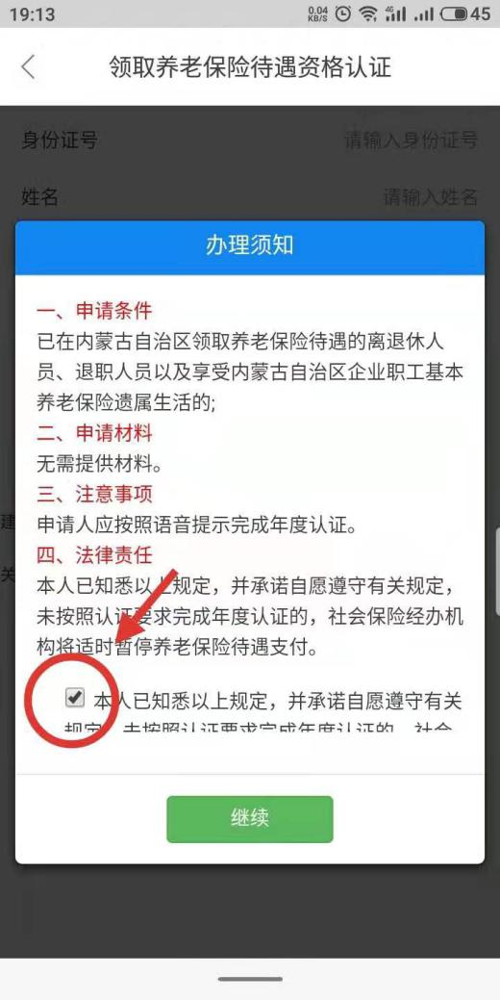 19:13
0.04
KB/S
4G
45
领取养老保险待遇资格认证
身份证号
请输入身份证号
姓名
请输入姓名
办理须知
一、申请条件
已在内蒙古自治区领取养老保险待遇的离退休人
员、退职人员以及享受内蒙古自治区企业职工基本
养老保险遗属生活的;
二、申请材料
无需提供材料。
三、注意事项
建
申请人应按照语音提示完成年度认证。
四、法律责任
关
本人已知悉以上规定，并承诺自愿遵守有关规定，
未按照认证要求完成年度认证的，社会保险经办机
构将适时暂停养老保险待遇支付。
本人已知悉以上规定，并承诺自愿遵守有关
规定，未按照认证要求完成年度认证的，社会
继续